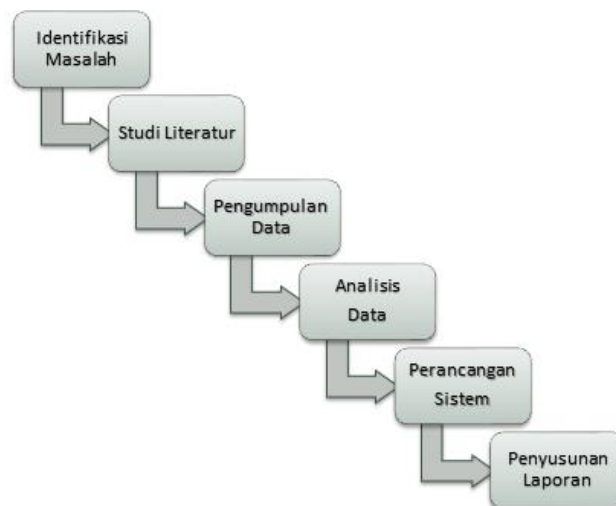 Identifikasi
Masalah
Studi Literatur
Pengumpulan
Data
Analisis
Data
Perancangan
Sistem
Penyusunan
Laporan